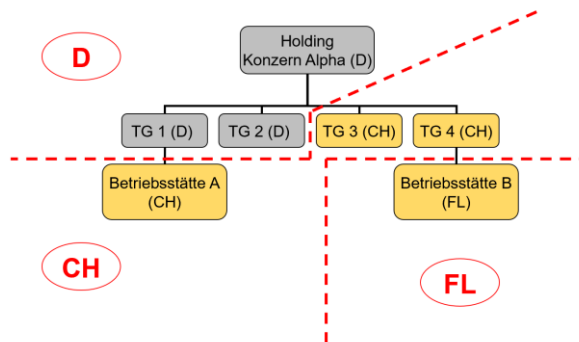 D
Holding
Konzern Alpha (D)
TG 1 (D)
TG 2 (D)
TG 3 (CH)
TG 4 (CH)
Betriebsstätte A
(CH)
Betriebsstätte B
(FL)
CH
FL